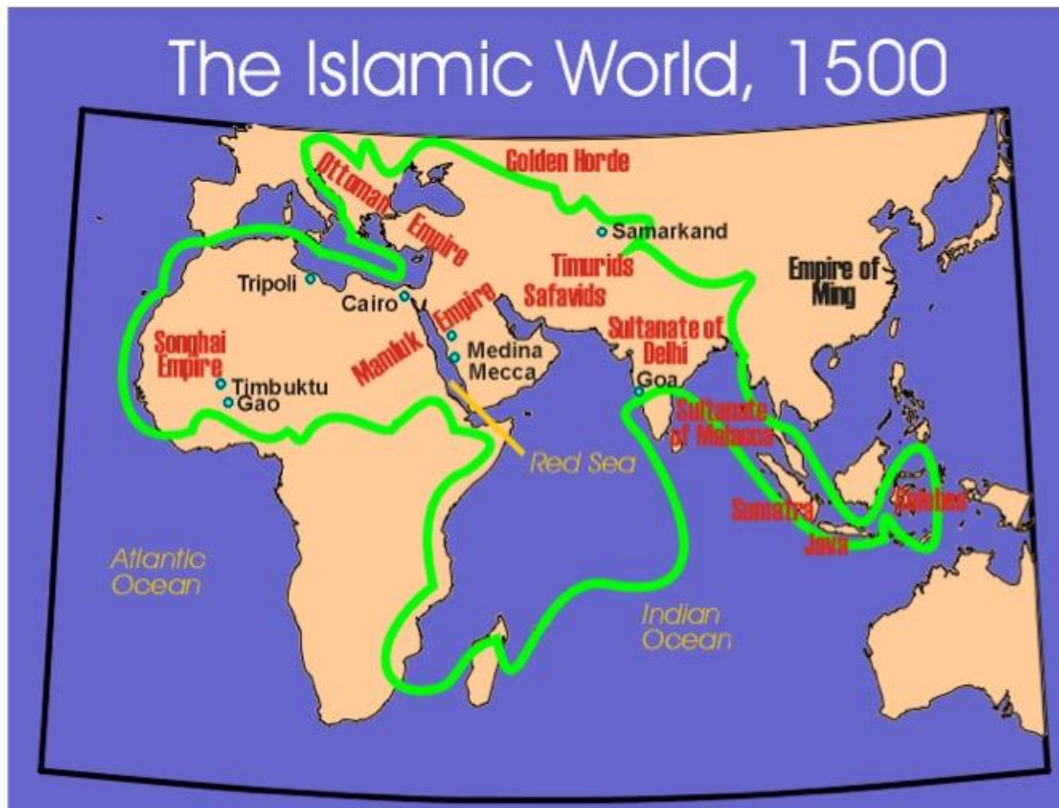 The Islamic World, 1500
Golden Horde
Ottoman
Empire
Samarkand
Timurids
Safavids
Empire of
Ming
Tripoli
Cairo
Mamluk
Empire
Sultanate of
Delhi
Songhai
Empire
Medina
Mecca
Timbuktu
Gao
Goa
Sultanate
of Malacca
Red Sea
Sumatra
Celebes
Java
Atlantic
Ocean
Indian
Ocean